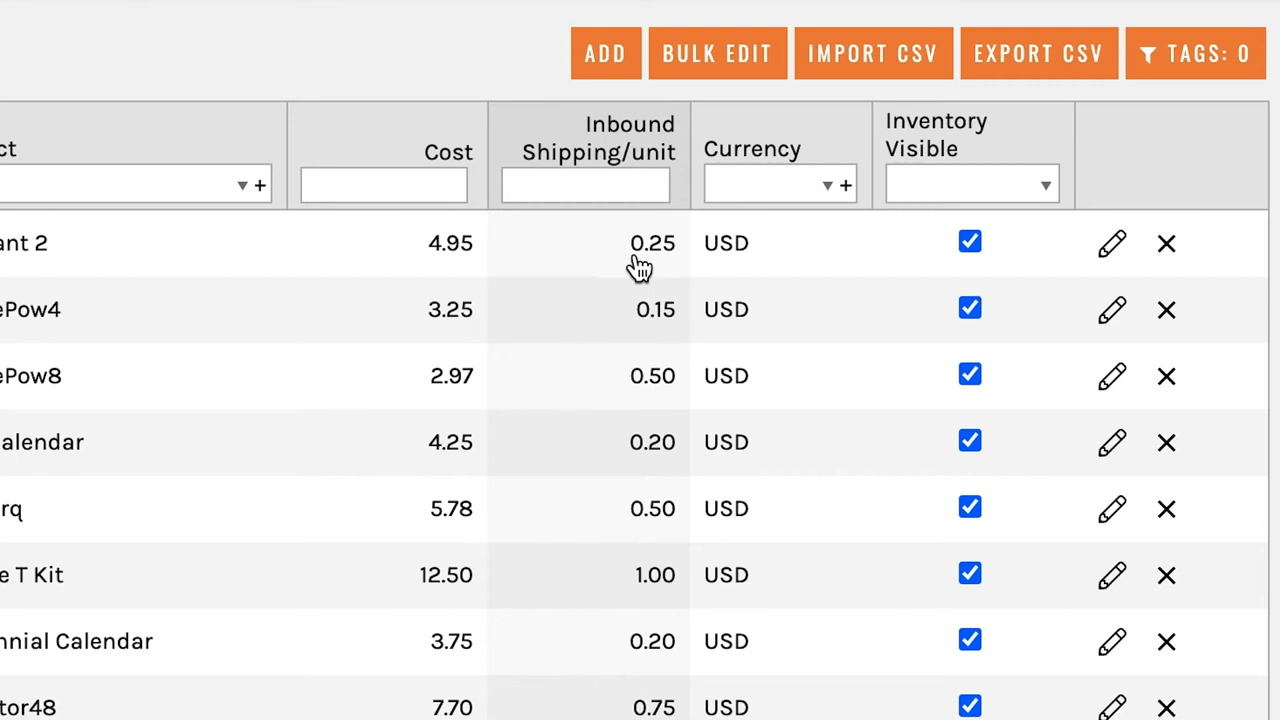 ADD BULK EDIT IMPORT CSV EXPORT CSV TAGS: 0
ct Cost Inbound Shipping/unit Currency + Inventory Visible
+
ant 2 4.95 0.25 USD
ePow4 3.25 0.15 USD
ePow8 2.97 0.50 USD
alendar 4.25 0.20 USD
rq 5.78 0.50 USD
e T Kit 12.50 1.00 USD
nnial Calendar 3.75 0.20 USD
tor48 7.70 0.75 USD